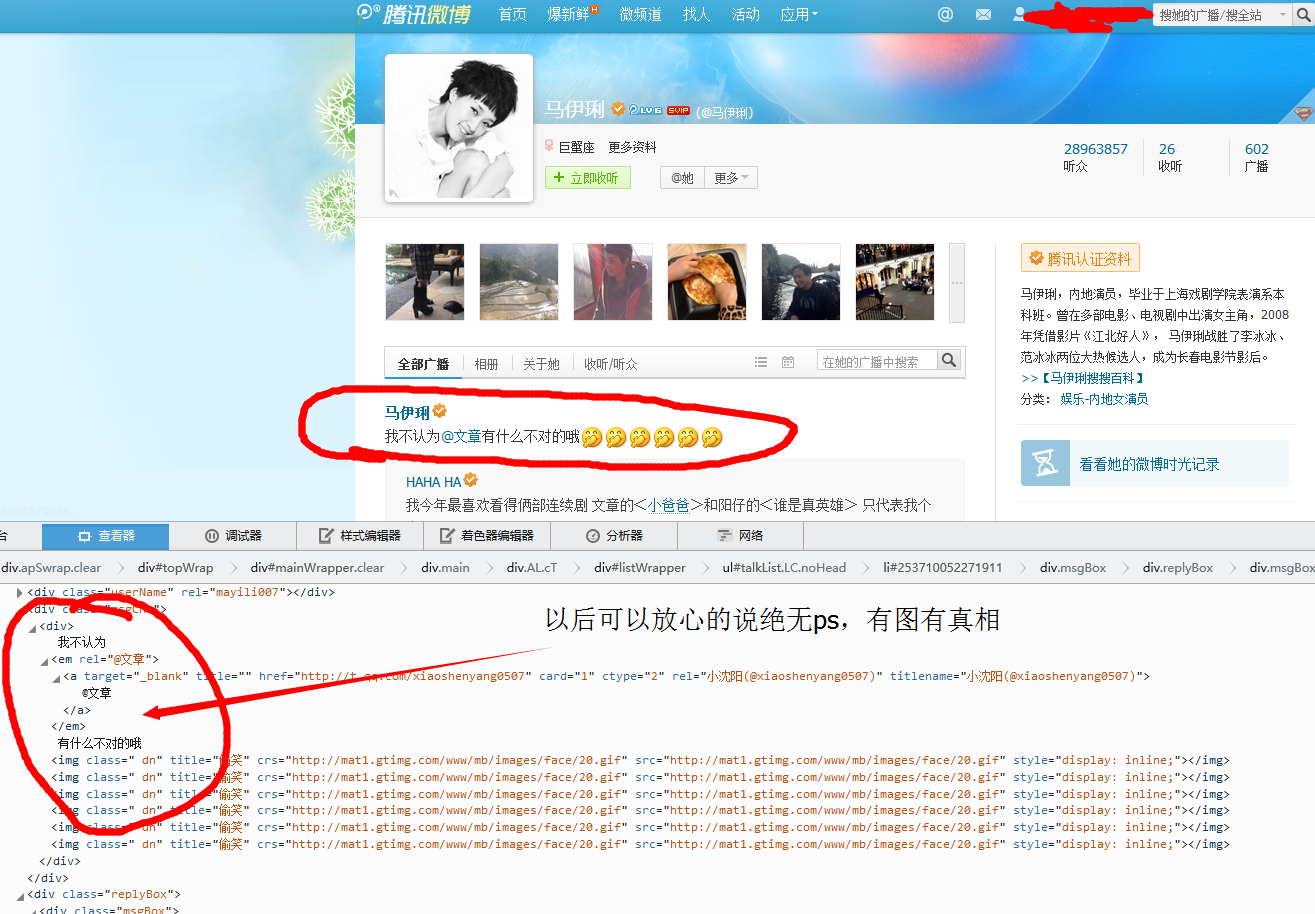 腾讯微博 首页 爆新鲜 H 微频道 找人 活动 应用 @ 搜她的广播/搜全站
马伊琍 LV 6 SVIP (@马伊琍)
巨蟹座 更多资料
28963857 26 602
听众 收听 广播
+ 立即收听 @她 更多
腾讯认证资料
马伊琍，内地演员，毕业于上海戏剧学院表演系本
科班。曾在多部电影、电视剧中出演女主角，2008
年凭借影片《江北好人》， 马伊琍战胜了李冰冰、
范冰冰两位大热候选人，成为长春电影节影后。
>>【马伊琍搜搜百科】
分类： 娱乐-内地女演员
看看她的微博时光记录
全部广播 相册 关于她 收听/听众 在她的广播中搜索
马伊琍
我不认为@文章有什么不对的哦
HAHA HA
我今年最喜欢看得俩部连续剧 文章的<小爸爸>和阳仔的<谁是真英雄> 只代表我个
台 查看器 调试器 样式编辑器 着色器编辑器 分析器 网络
div.apSwrap.clear div#topWrap div#mainWrapper.clear div.main div.AL.cT div#listWrapper ul#talkList.LC.noHead li#253710052271911 div.msgBox div.replyBox div.msgBox
<div class="userName" rel="mayili007"></div>
<div class="msgCnt">
<div>
我不认为
<em rel="@文章">
<a target="_blank" title="" href="http://t.qq.com/xiaoshenyang0507" card="1" ctype="2" rel="小沈阳(@xiaoshenyang0507)" titlename="小沈阳(@xiaoshenyang0507)">
@文章
</a>
</em>
有什么不对的哦
<img class=" dn" title="偷笑" crs="http://mat1.gtimg.com/www/mb/images/face/20.gif" src="http://mat1.gtimg.com/www/mb/images/face/20.gif" style="display: inline;"></img>
<img class=" dn" title="偷笑" crs="http://mat1.gtimg.com/www/mb/images/face/20.gif" src="http://mat1.gtimg.com/www/mb/images/face/20.gif" style="display: inline;"></img>
<img class=" dn" title="偷笑" crs="http://mat1.gtimg.com/www/mb/images/face/20.gif" src="http://mat1.gtimg.com/www/mb/images/face/20.gif" style="display: inline;"></img>
<img class=" dn" title="偷笑" crs="http://mat1.gtimg.com/www/mb/images/face/20.gif" src="http://mat1.gtimg.com/www/mb/images/face/20.gif" style="display: inline;"></img>
<img class=" dn" title="偷笑" crs="http://mat1.gtimg.com/www/mb/images/face/20.gif" src="http://mat1.gtimg.com/www/mb/images/face/20.gif" style="display: inline;"></img>
<img class=" dn" title="偷笑" crs="http://mat1.gtimg.com/www/mb/images/face/20.gif" src="http://mat1.gtimg.com/www/mb/images/face/20.gif" style="display: inline;"></img>
</div>
</div>
<div class="replyBox">
<div class="msgBox">
以后可以放心的说绝无ps，有图有真相